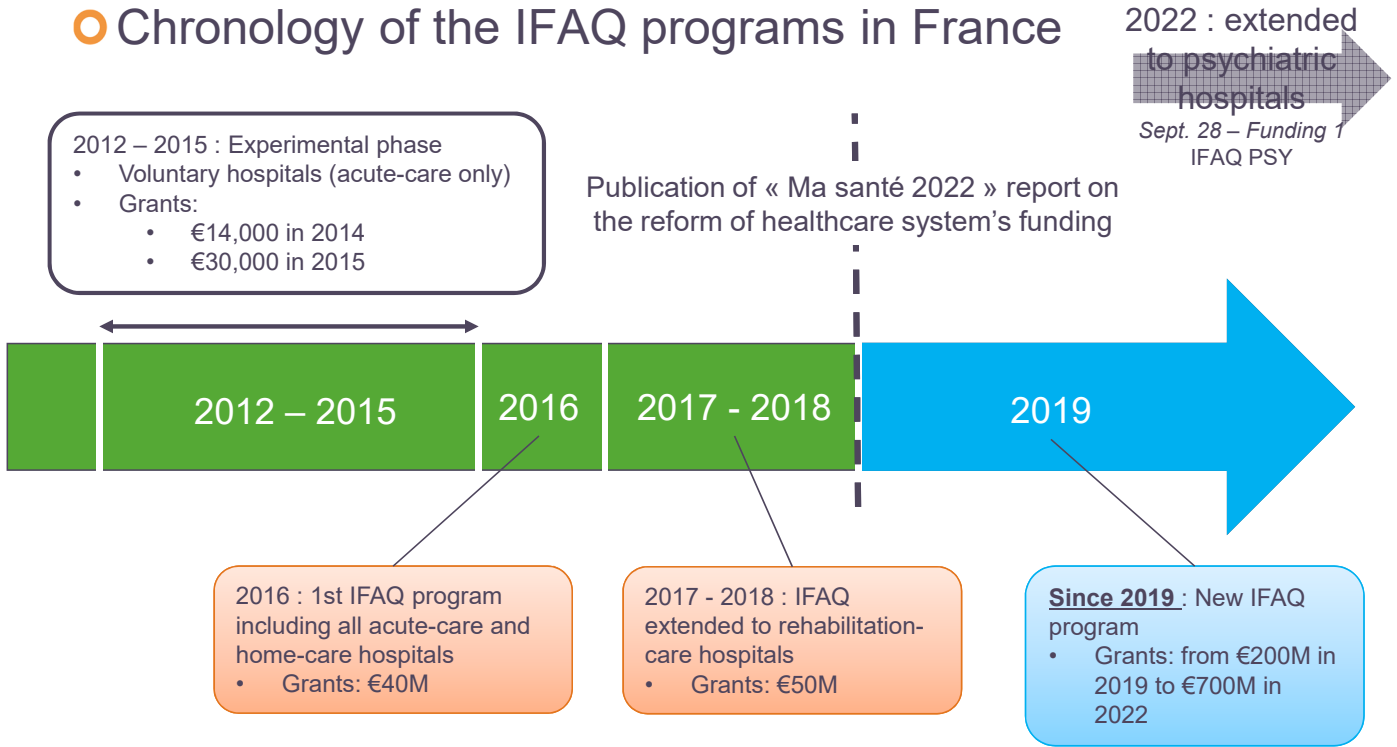 Chronology of the IFAQ programs in France
2022 : extended
to psychiatric
hospitals
Sept. 28 – Funding 1
IFAQ PSY
2012 – 2015 : Experimental phase
• Voluntary hospitals (acute-care only)
• Grants:
• €14,000 in 2014
• €30,000 in 2015
Publication of « Ma santé 2022 » report on
the reform of healthcare system’s funding
2012 – 2015
2016
2017 - 2018
2019
2016 : 1st IFAQ program
including all acute-care and
home-care hospitals
• Grants: €40M
2017 - 2018 : IFAQ
extended to rehabilitation-
care hospitals
• Grants: €50M
Since 2019 : New IFAQ
program
• Grants: from €200M in
2019 to €700M in
2022